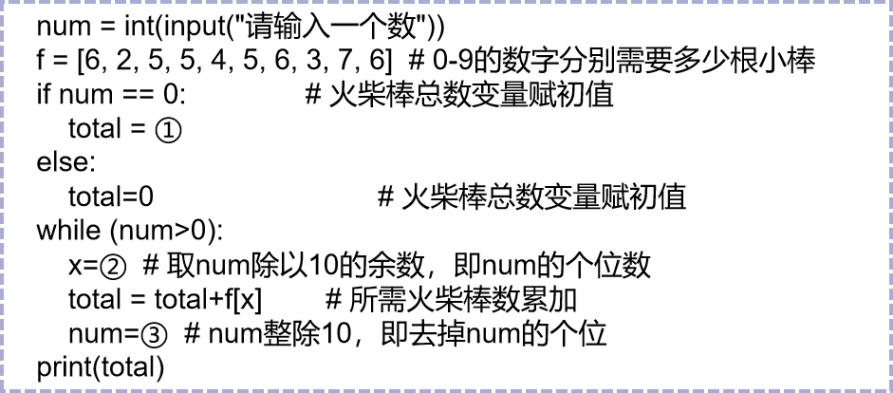 num = int(input("请输入一个数"))
f = [6, 2, 5, 5, 4, 5, 6, 3, 7, 6] # 0-9的数字分别需要多少根小棒
if num == 0: # 火柴棒总数变量赋初值
total = ①
else:
total=0 # 火柴棒总数变量赋初值
while (num>0):
x=② # 取num除以10的余数，即num的个位数
total = total+f[x] # 所需火柴棒数累加
num=③ # num整除10，即去掉num的个位
print(total)